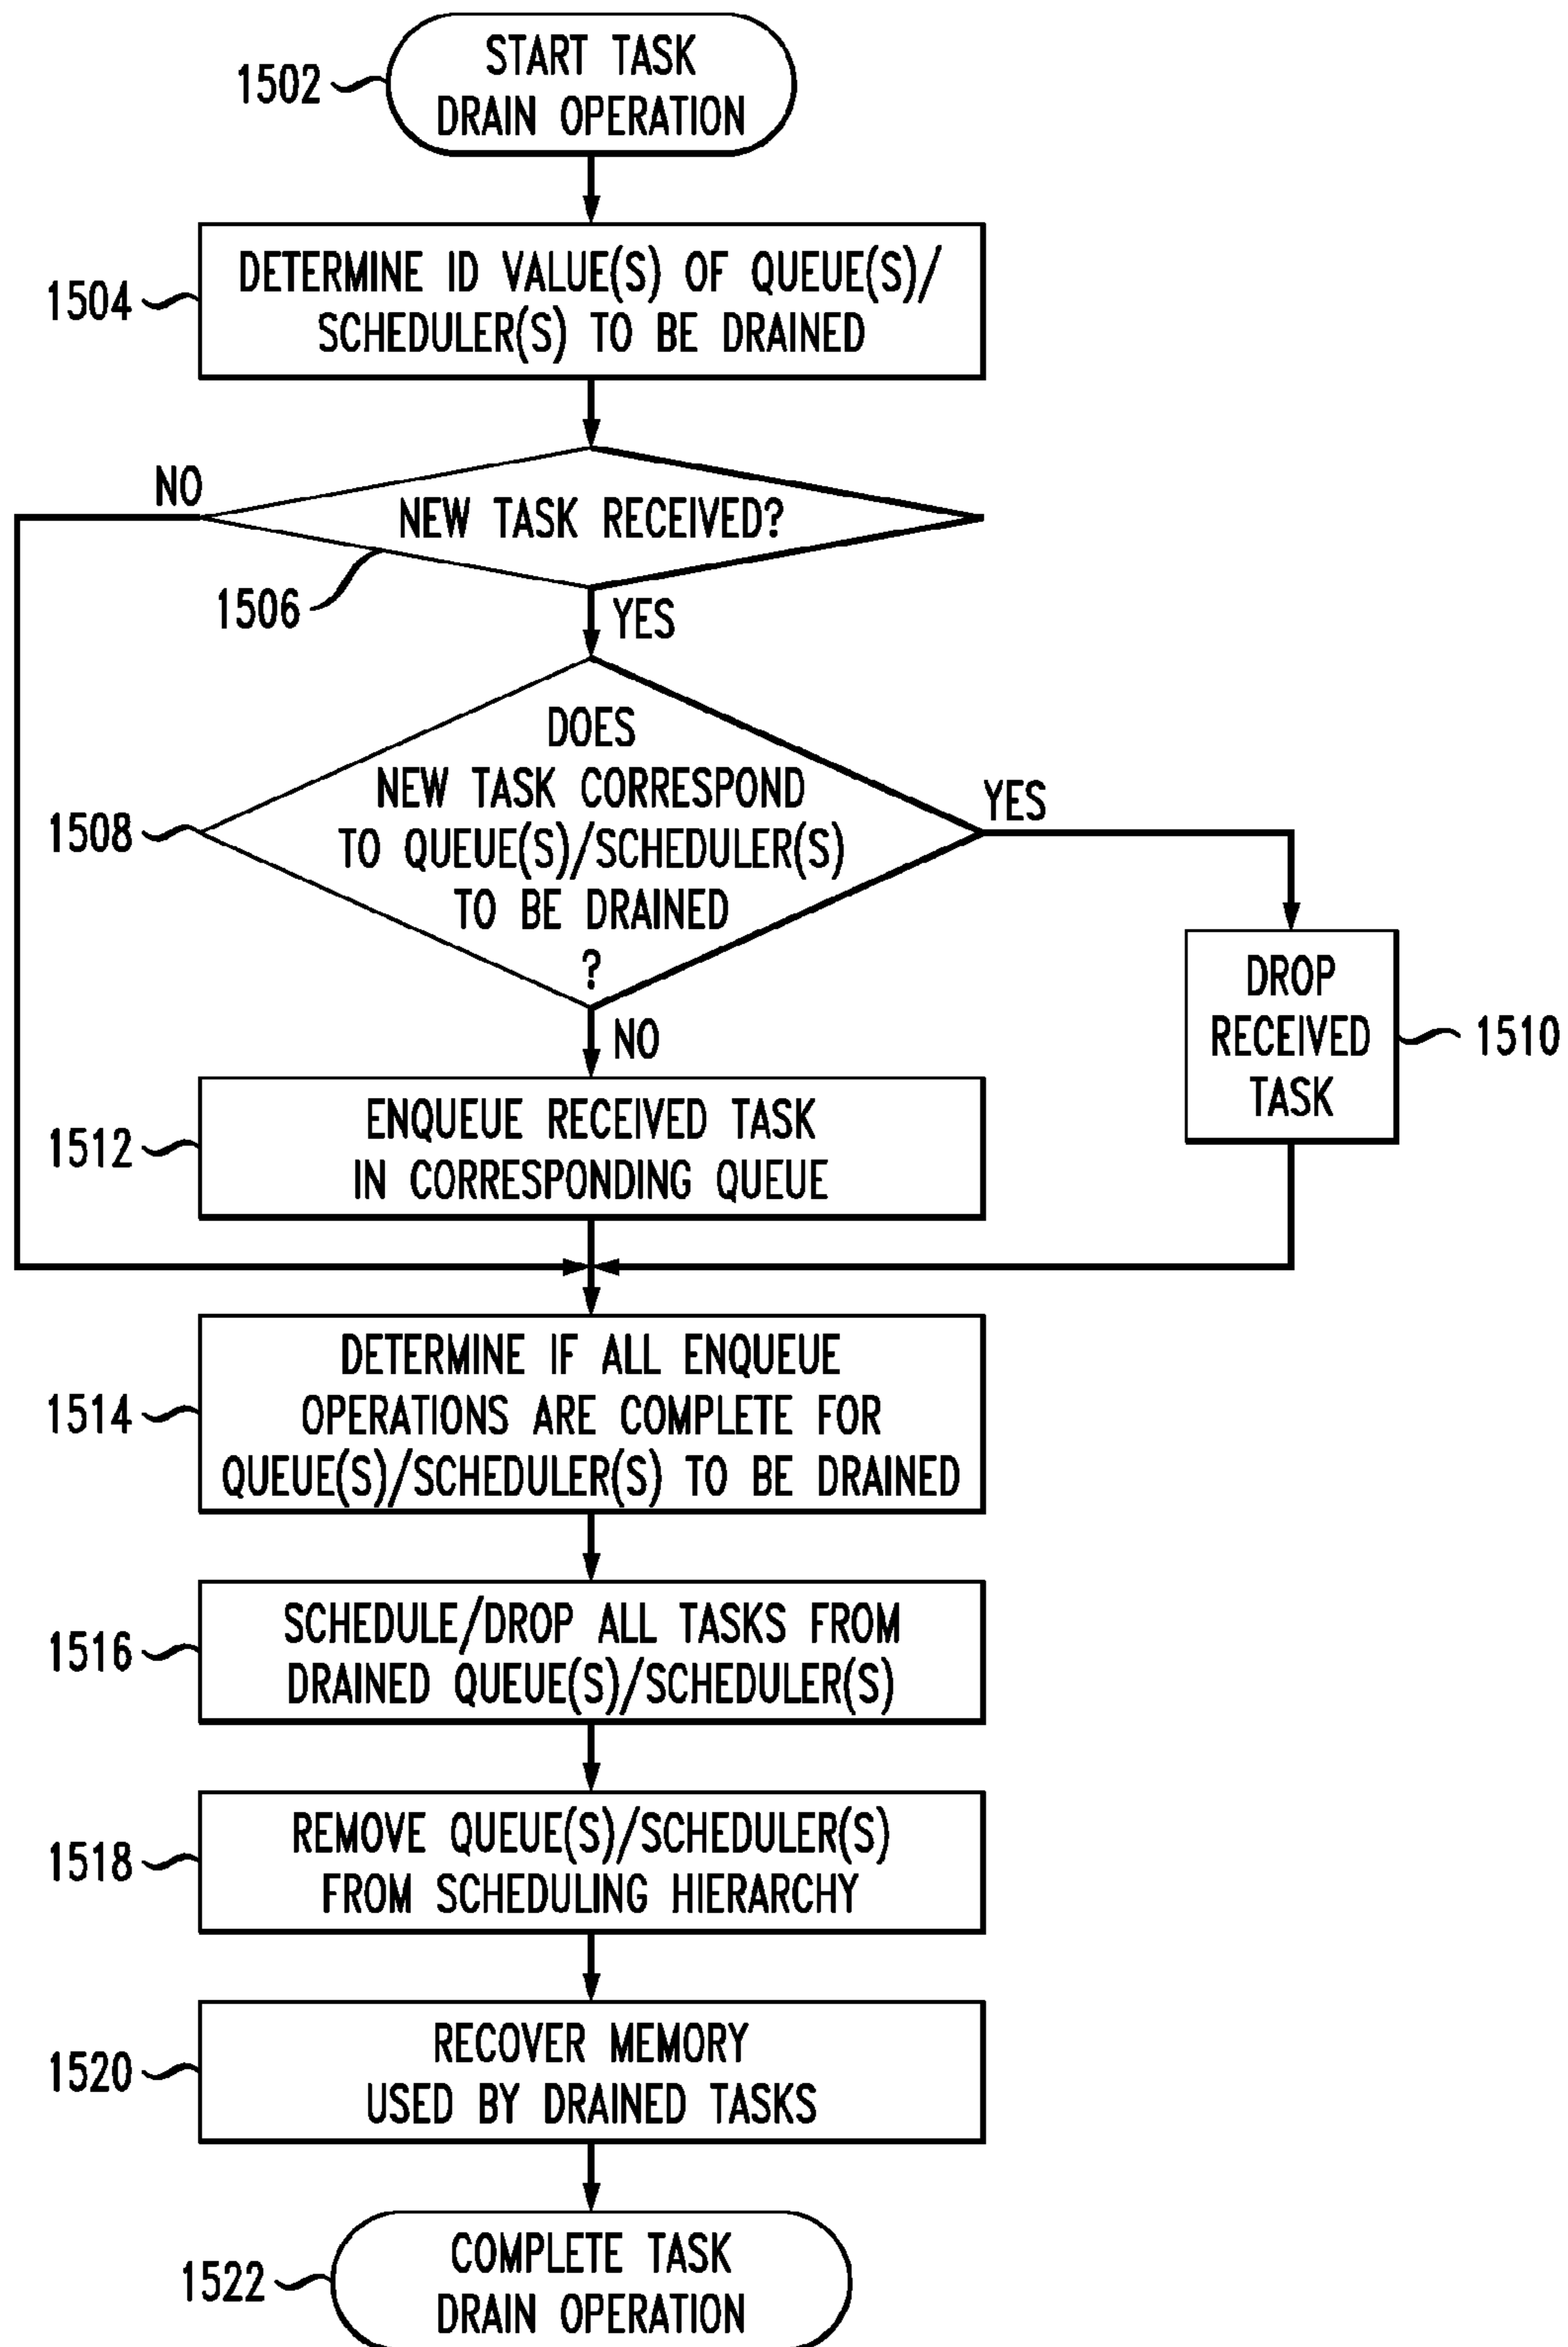 START TASK
DRAIN OPERATION
1502
DETERMINE ID VALUE(S) OF QUEUE(S)/
SCHEDULER(S) TO BE DRAINED
1504
NO
NEW TASK RECEIVED?
1506
YES
DOES
NEW TASK CORRESPOND
TO QUEUE(S)/SCHEDULER(S)
TO BE DRAINED
?
1508
YES
DROP
RECEIVED
TASK
1510
NO
ENQUEUE RECEIVED TASK
IN CORRESPONDING QUEUE
1512
DETERMINE IF ALL ENQUEUE
OPERATIONS ARE COMPLETE FOR
QUEUE(S)/SCHEDULER(S) TO BE DRAINED
1514
SCHEDULE/DROP ALL TASKS FROM
DRAINED QUEUE(S)/SCHEDULER(S)
1516
REMOVE QUEUE(S)/SCHEDULER(S)
FROM SCHEDULING HIERARCHY
1518
RECOVER MEMORY
USED BY DRAINED TASKS
1520
COMPLETE TASK
DRAIN OPERATION
1522